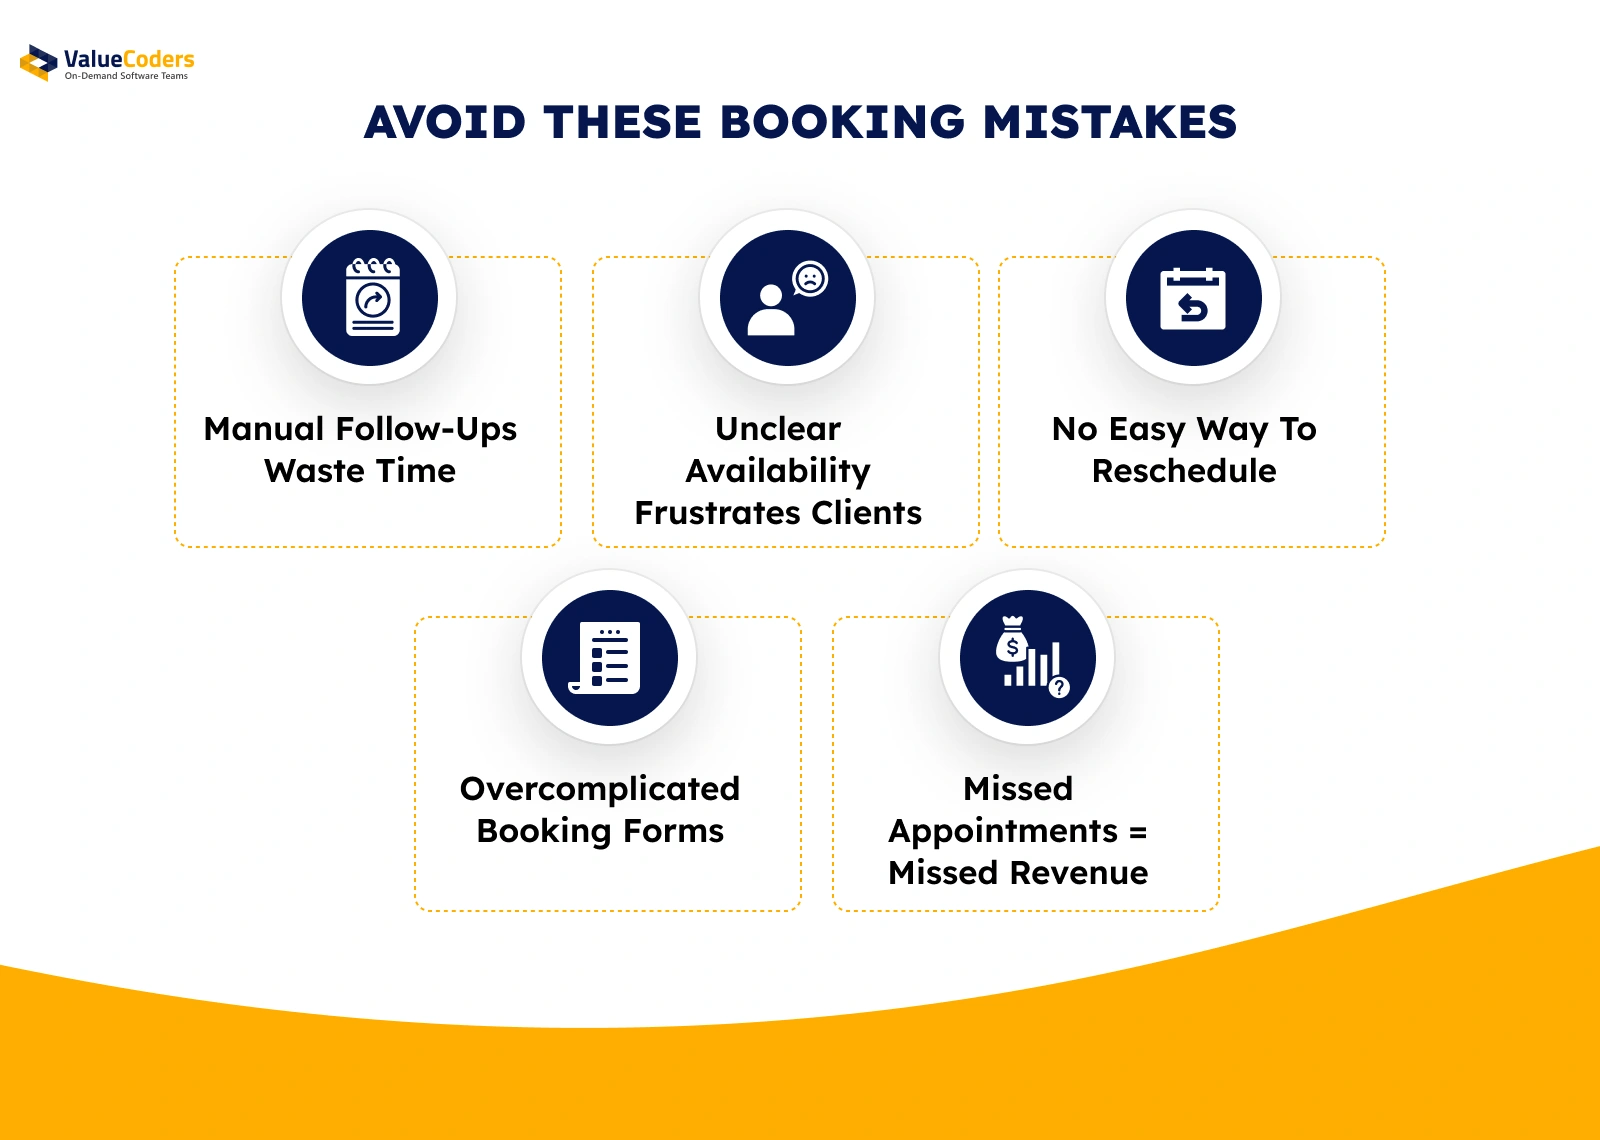 ValueCoders
On-Demand Software Teams
AVOID THESE BOOKING MISTAKES
Manual Follow-Ups
Waste Time
Unclear
Availability
Frustrates Clients
No Easy Way To
Reschedule
Overcomplicated
Booking Forms
$
?
Missed
Appointments =
Missed Revenue